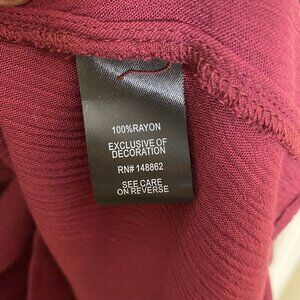 100%RAYON
EXCLUSIVE OF
DECORATION
RN# 148862
SEE CARE
ON REVERSE